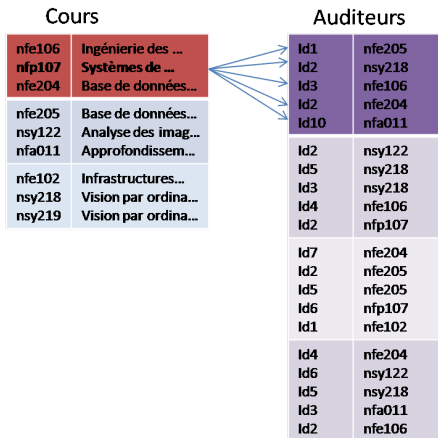 Cours
nfe106 Ingénierie des ...
nfp107 Systèmes de ...
nfe204 Base de données...
nfe205 Base de données...
nsy122 Analyse des imag...
nfa011 Approfondissem...
nfe102 Infrastructures...
nsy218 Vision par ordina...
nsy219 Vision par ordina...
Auditeurs
Id1 nfe205
Id2 nsy218
Id3 nfe106
Id2 nfe204
Id10 nfa011
Id2 nsy122
Id5 nsy218
Id3 nsy218
Id4 nfe106
Id2 nfp107
Id7 nfe204
Id2 nfe205
Id5 nfe205
Id6 nfp107
Id1 nfe102
Id4 nfe204
Id6 nsy122
Id5 nsy218
Id3 nfa011
Id2 nfe106